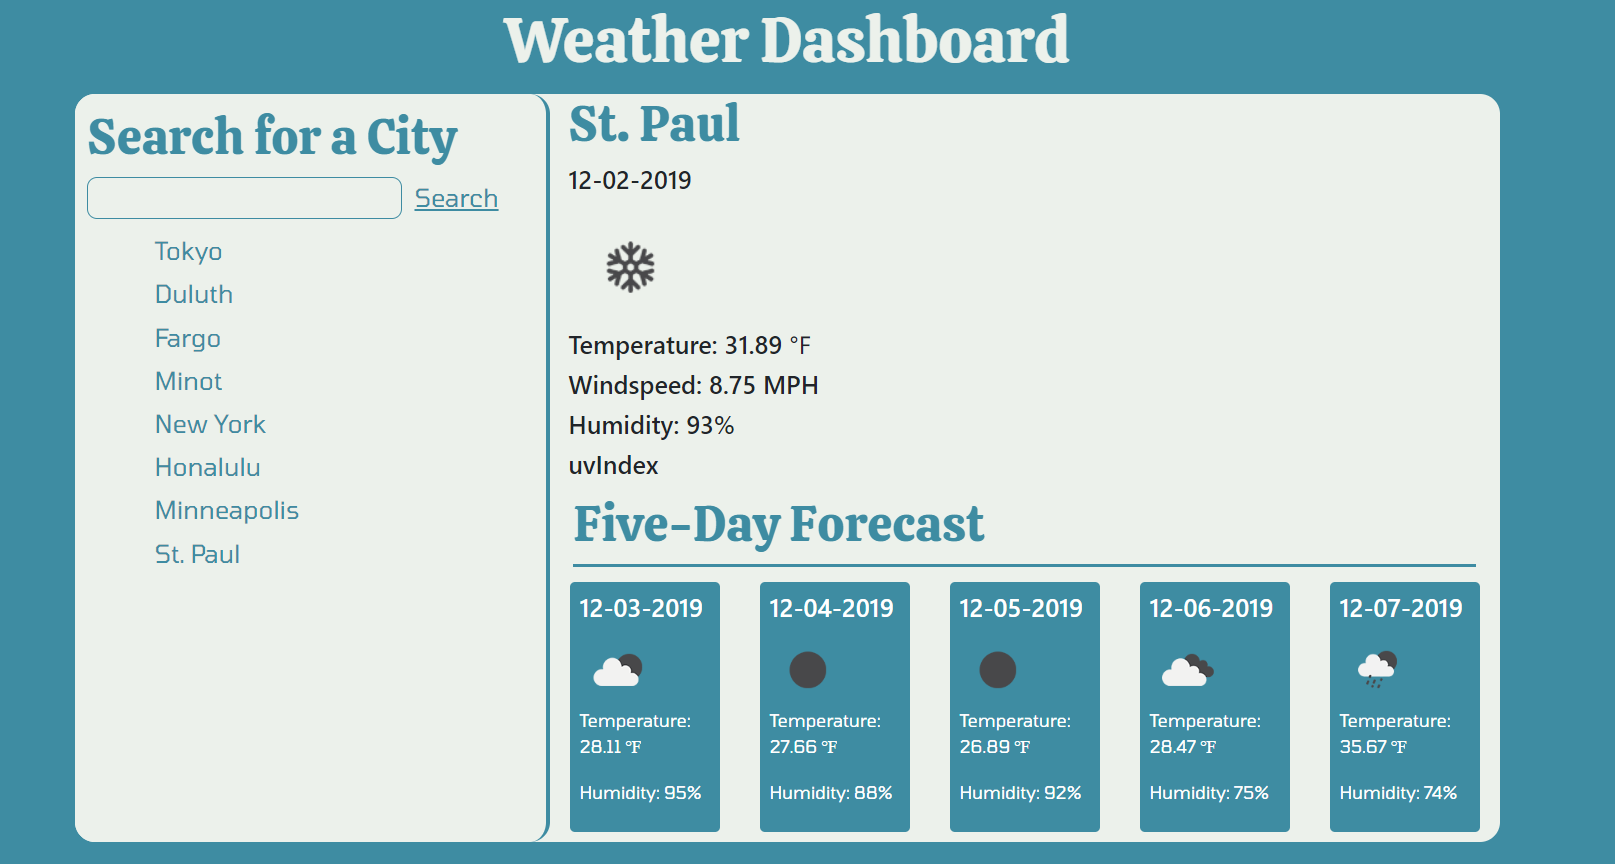 Weather Dashboard
Search for a City
Search
Tokyo
Duluth
Fargo
Minot
New York
Honalulu
Minneapolis
St. Paul
St. Paul
12-02-2019
Temperature: 31.89 °F
Windspeed: 8.75 MPH
Humidity: 93%
uvIndex
Five-Day Forecast
12-03-2019
Temperature:
28.11 °F
Humidity: 95%
12-04-2019
Temperature:
27.66 °F
Humidity: 88%
12-05-2019
Temperature:
26.89 °F
Humidity: 92%
12-06-2019
Temperature:
28.47 °F
Humidity: 75%
12-07-2019
Temperature:
35.67 °F
Humidity: 74%